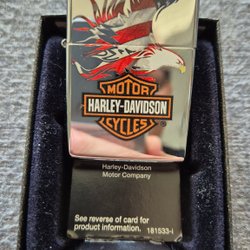 MOTOR
HARLEY-DAVIDSON
CYCLES
®
Harley-Davidson
Motor Company
See reverse of card for
product information.
181533-i